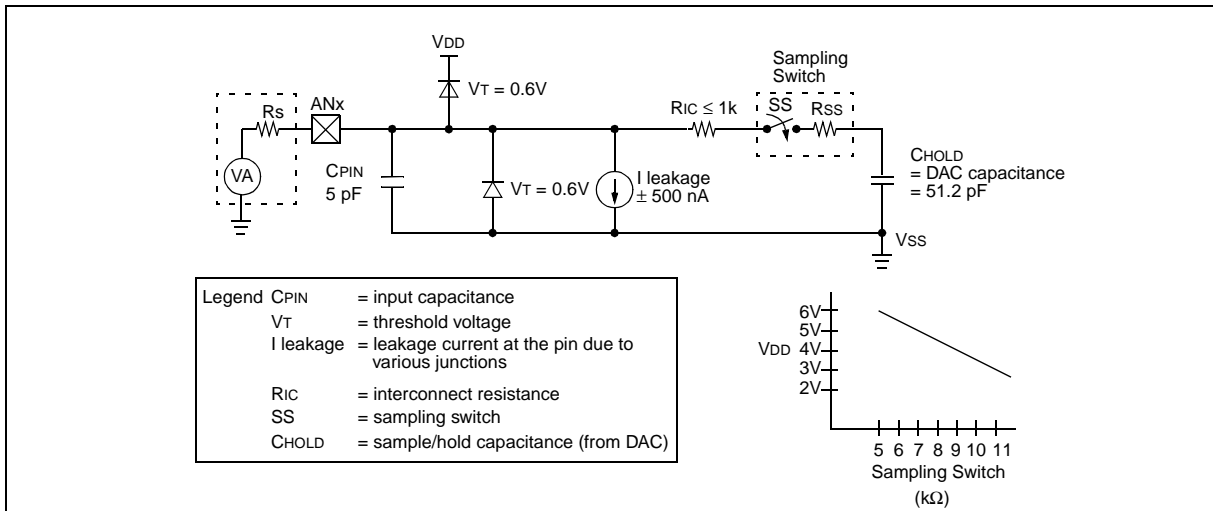 VDD
VT = 0.6V
Sampling
Switch
Rs
ANx
RIC ≤ 1k
SS
RSS
VA
CPIN
5 pF
VT = 0.6V
I leakage
± 500 nA
CHOLD
= DAC capacitance
= 51.2 pF
VSS
Legend CPIN = input capacitance
VT = threshold voltage
I leakage = leakage current at the pin due to
various junctions
RIC = interconnect resistance
SS = sampling switch
CHOLD = sample/hold capacitance (from DAC)
6V
5V
VDD 4V
3V
2V
5 6 7 8 9 10 11
Sampling Switch
(kΩ)